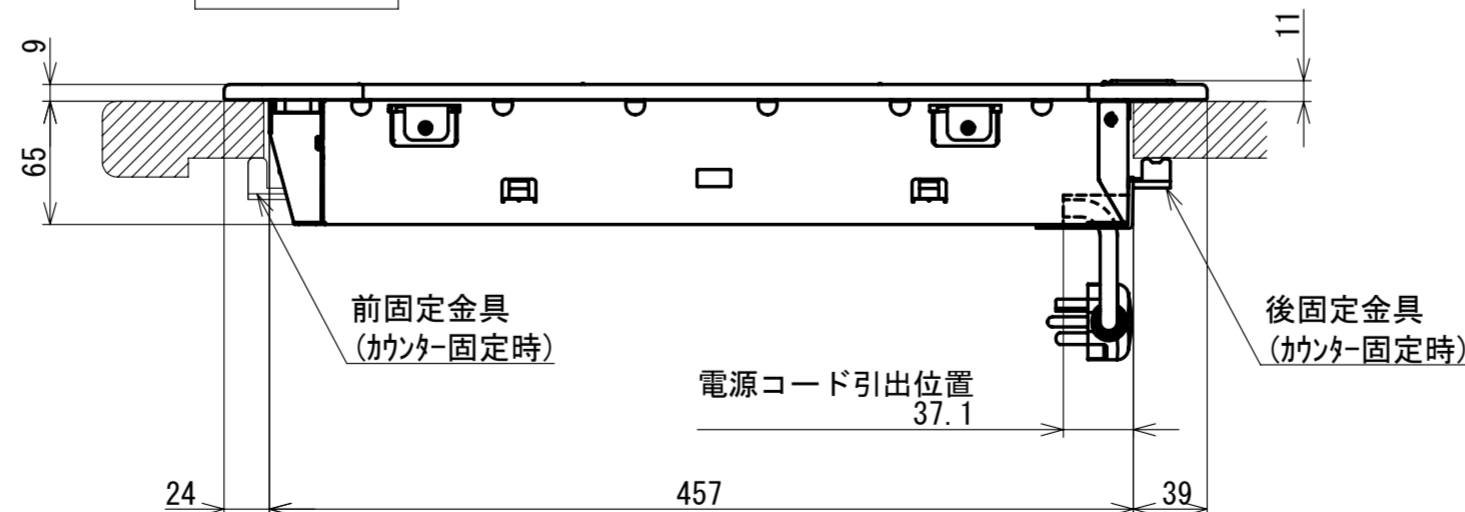 9
11
65
前固定金具
(ｶｳﾝﾀｰ固定時)
後固定金具
(ｶｳﾝﾀｰ固定時)
電源コード引出位置
37.1
24
457
39